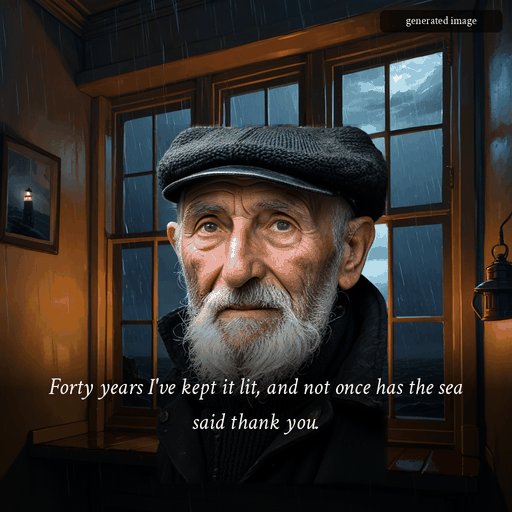 generated image
Forty years I've kept it lit, and not once has the sea
said thank you.